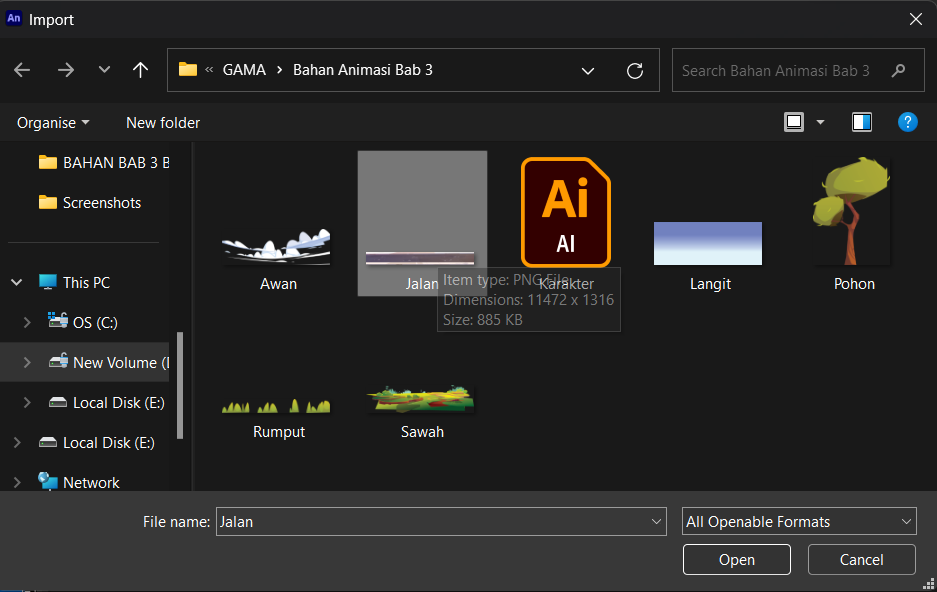 An Import
« GAMA > Bahan Animasi Bab 3
Search Bahan Animasi Bab 3
Organise
New folder
?
BAHAN BAB 3 B
Screenshots
This PC
OS (C:)
New Volume (
Local Disk (E:)
Local Disk (E:)
Network
Ai
AI
Awan
Jalan
Karakter
Langit
Pohon
Item type: PNG File
Dimensions: 11472 x 1316
Size: 885 KB
Rumput
Sawah
File name: Jalan
All Openable Formats
Open
Cancel